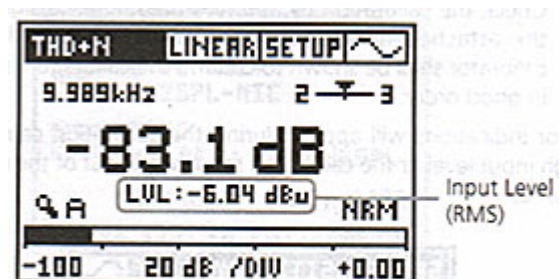 THD+N LINEAR SETUP
9.989kHz 2 3
-83.1 dB
LVL:-6.04 dBu
A NRM
Input Level
(RMS)
-100 20 dB /DIV +0.00